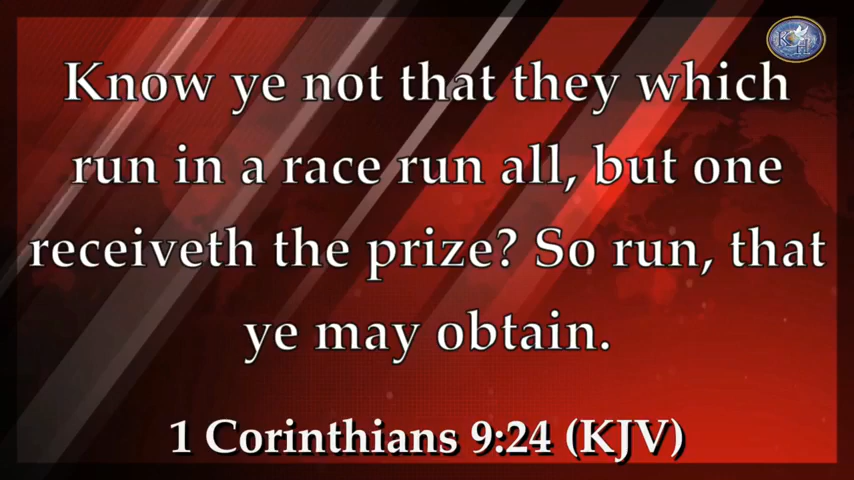 Know ye not that they which
run in a race run all, but one
receiveth the prize? So run, that
ye may obtain.
1 Corinthians 9:24 (KJV)